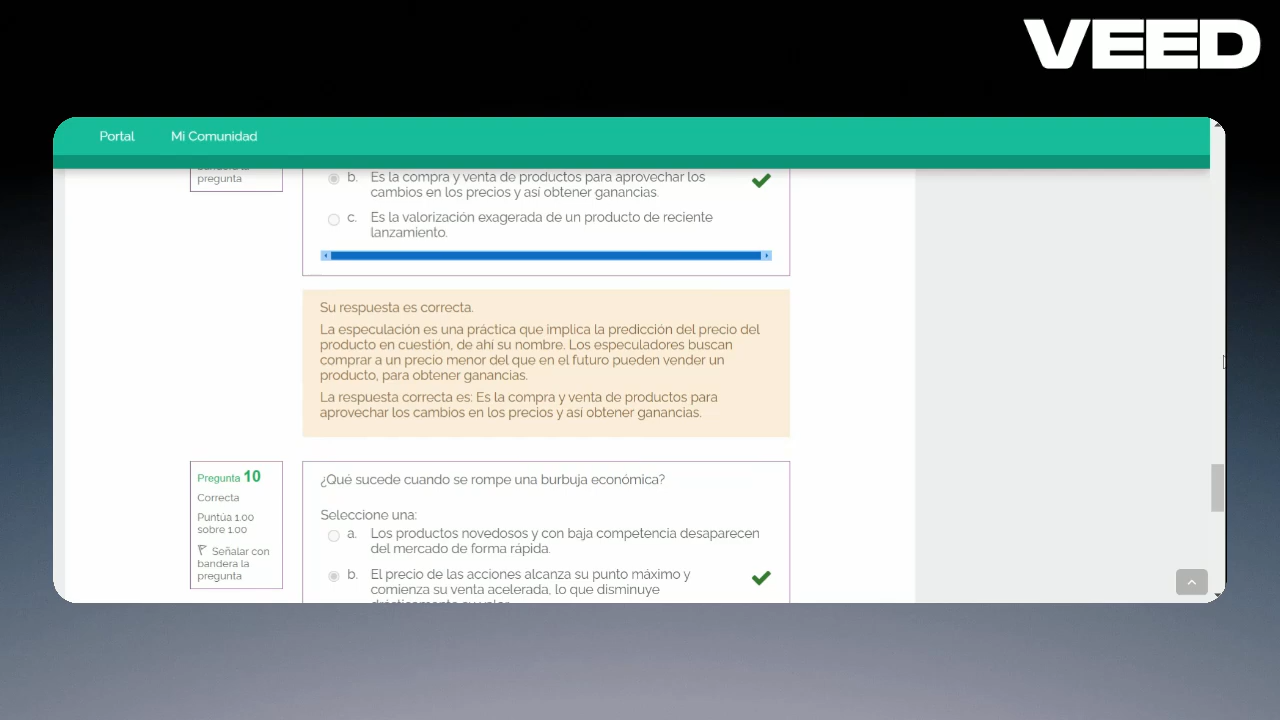 VEED
Portal
Mi Comunidad
pregunta
b. Es la compra y venta de productos para aprovechar los
cambios en los precios y así obtener ganancias.
c. Es la valorización exagerada de un producto de reciente
lanzamiento.
Su respuesta es correcta.
La especulación es una práctica que implica la predicción del precio del
producto en cuestión, de ahí su nombre. Los especuladores buscan
comprar a un precio menor del que en el futuro pueden vender un
producto, para obtener ganancias.
La respuesta correcta es: Es la compra y venta de productos para
aprovechar los cambios en los precios y así obtener ganancias.
Pregunta 10
Correcta
Puntúa 1.00
sobre 1.00
Señalar con
bandera la
pregunta
¿Qué sucede cuando se rompe una burbuja económica?
Seleccione una:
a. Los productos novedosos y con baja competencia desaparecen
del mercado de forma rápida.
b. El precio de las acciones alcanza su punto máximo y
comienza su venta acelerada, lo que disminuye